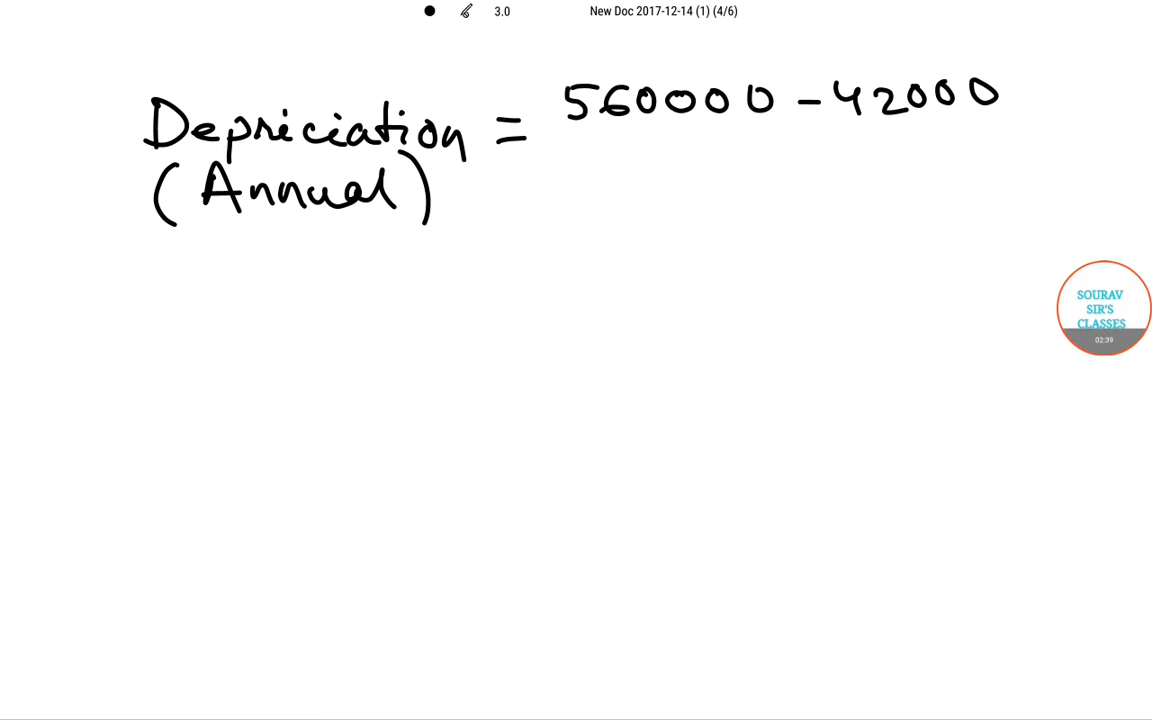 3.0 New Doc 2017-12-14 (1) (4/6)
Depriciation = 560000 - 42000
(Annual)
SOURAV
SIR'S
CLASSES
02:39